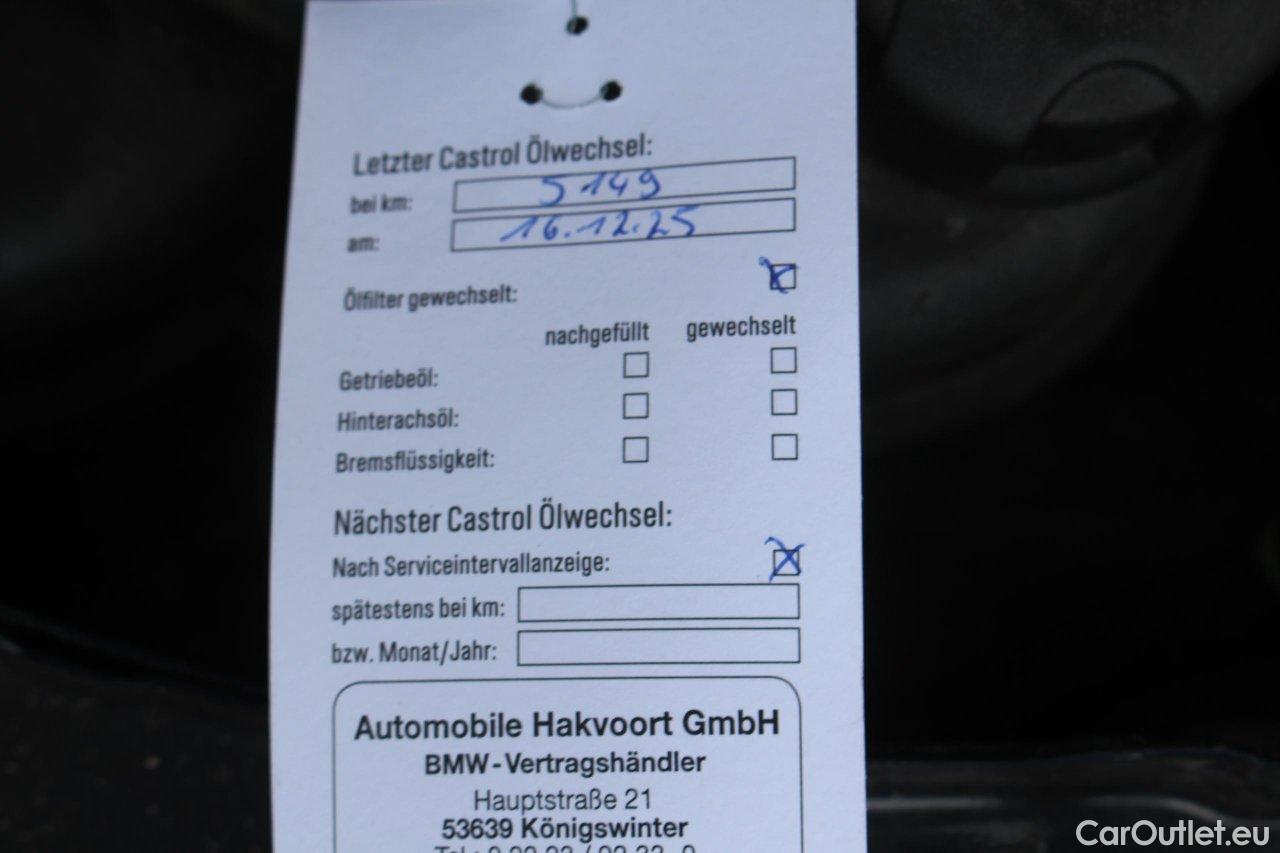 Letzter Castrol Ölwechsel:
bei km: 5 149
am: 16.12.25
Ölfilter gewechselt:
nachgefüllt gewechselt
Getriebeöl:
Hinterachsöl:
Bremsflüssigkeit:
Nächster Castrol Ölwechsel:
Nach Serviceintervallanzeige:
spätestens bei km:
bzw. Monat/Jahr:
Automobile Hakvoort GmbH
BMW-Vertragshändler
Hauptstraße 21
53639 Königswinter
CarOutlet.eu